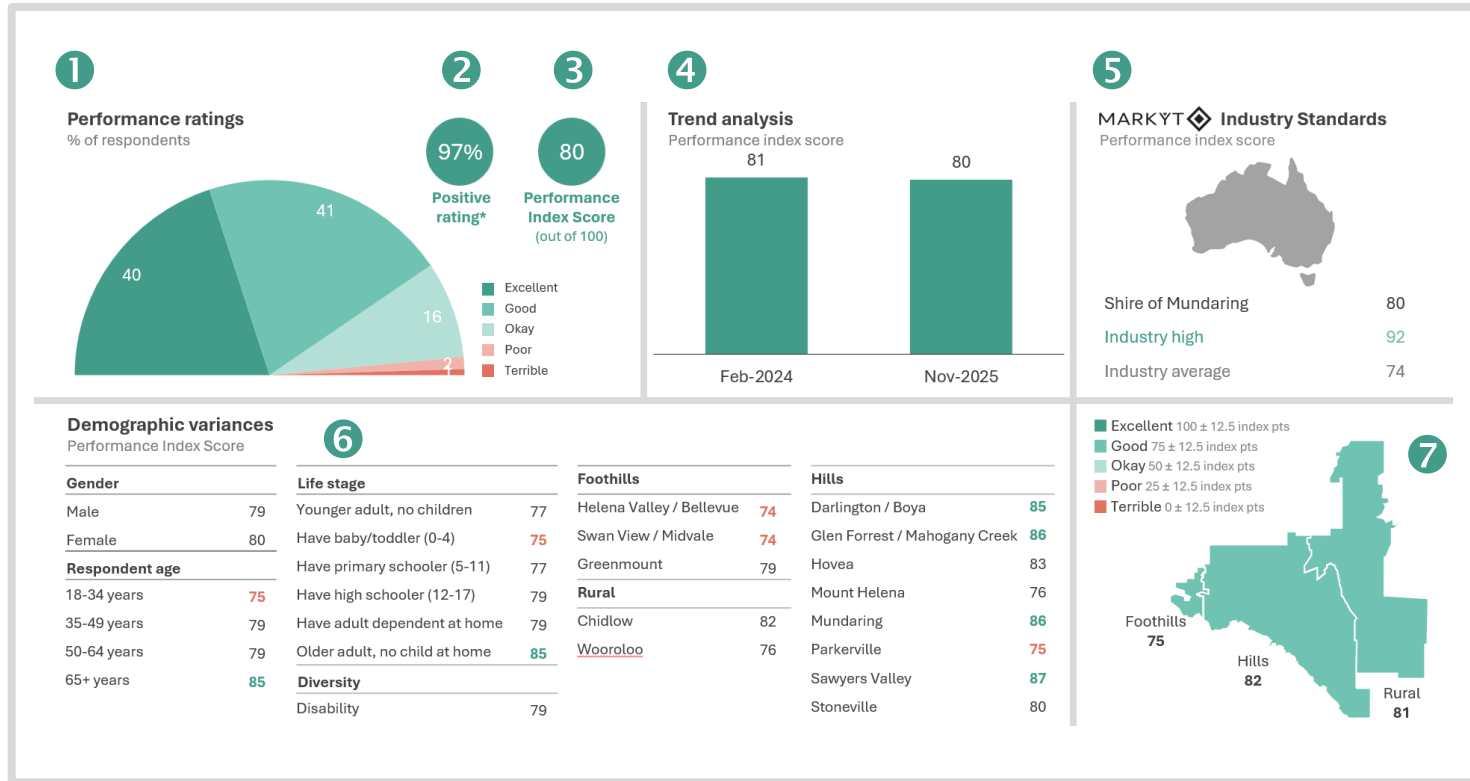 1
2
3
4
5
Performance ratings
% of respondents
40
41
16
2
1
97%
Positive
rating*
80
Performance
Index Score
(out of 100)
Excellent
Good
Okay
Poor
Terrible
Trend analysis
Performance index score
81
80
Feb-2024
Nov-2025
MARKYT Industry Standards
Performance index score
Shire of Mundaring 80
Industry high 92
Industry average 74
Demographic variances
Performance Index Score
6
Gender
Male 79
Female 80
Respondent age
18-34 years 75
35-49 years 79
50-64 years 79
65+ years 85
Life stage
Younger adult, no children 77
Have baby/toddler (0-4) 75
Have primary schooler (5-11) 77
Have high schooler (12-17) 79
Have adult dependent at home 79
Older adult, no child at home 85
Diversity
Disability 79
Foothills
Helena Valley / Bellevue 74
Swan View / Midvale 74
Greenmount 79
Rural
Chidlow 82
Wooroloo 76
Hills
Darlington / Boya 85
Glen Forrest / Mahogany Creek 86
Hovea 83
Mount Helena 76
Mundaring 86
Parkerville 75
Sawyers Valley 87
Stoneville 80
Excellent 100 ± 12.5 index pts
Good 75 ± 12.5 index pts
Okay 50 ± 12.5 index pts
Poor 25 ± 12.5 index pts
Terrible 0 ± 12.5 index pts
7
Foothills
75
Hills
82
Rural
81